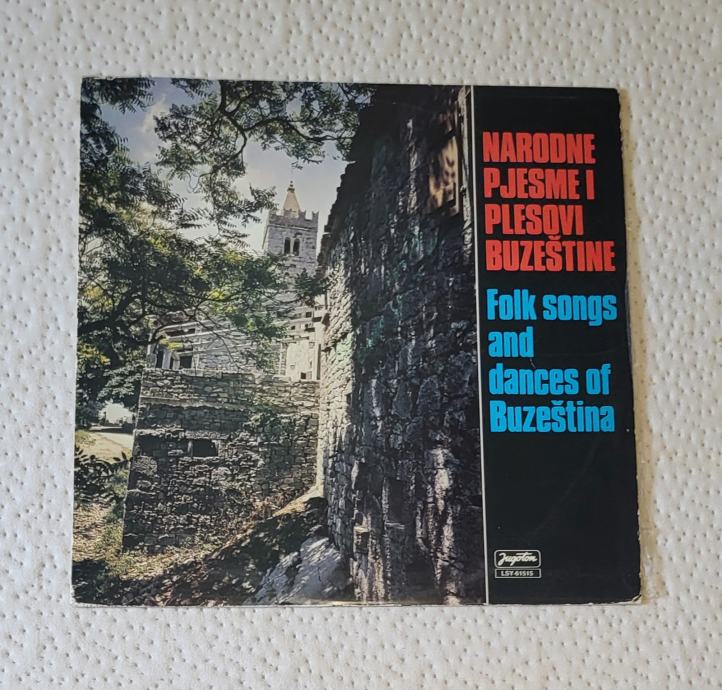 NARODNE
PJESME I
PLESOVI
BUZEŠTINE
Folk songs
and
dances of
Buzeština
Jugoton
LSY-61515